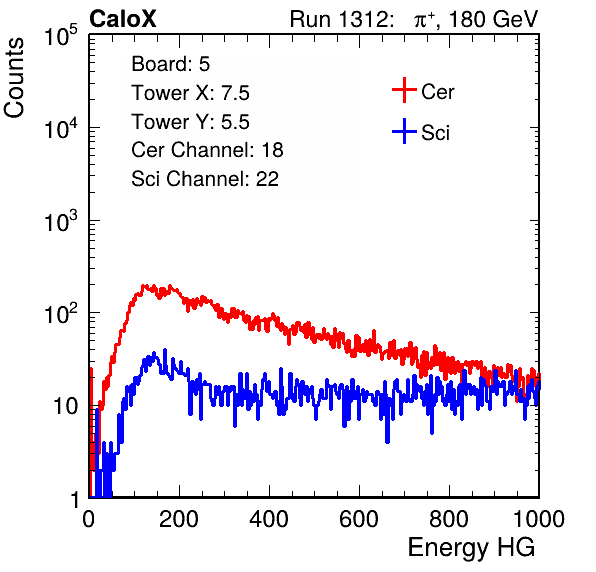 CaloX Run 1312: π⁺, 180 GeV
Counts
10⁵
10⁴
10³
10²
10
1
Board: 5
Tower X: 7.5
Tower Y: 5.5
Cer Channel: 18
Sci Channel: 22
Cer
Sci
0 200 400 600 800 1000
Energy HG